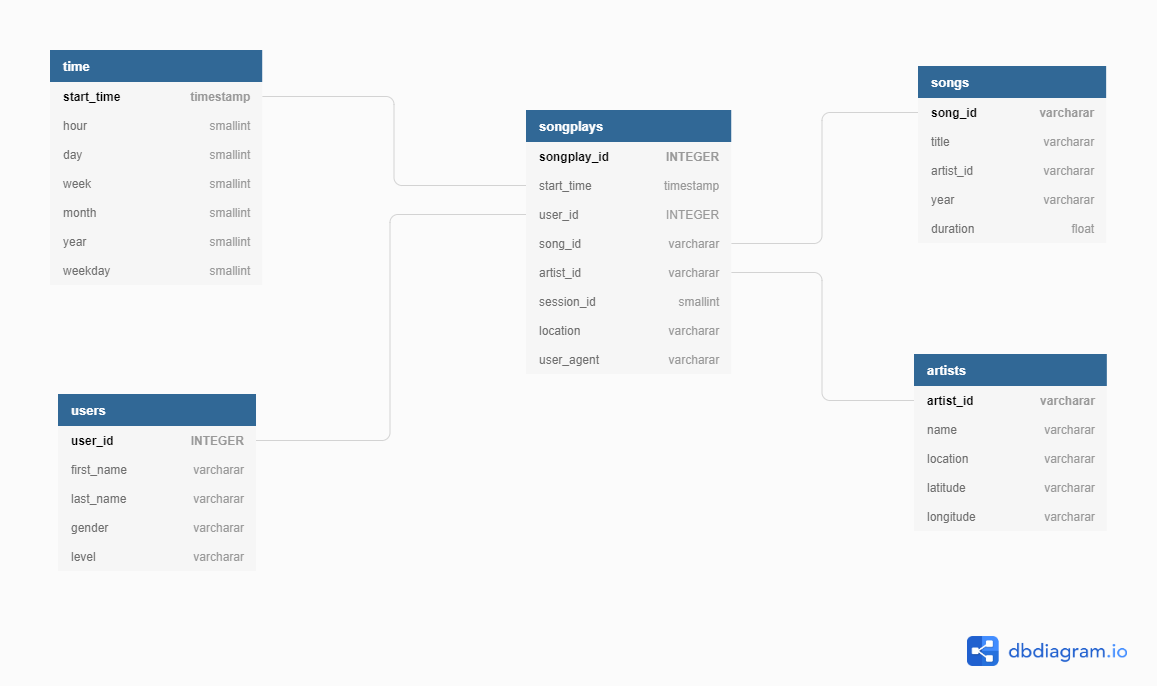 time
start_time timestamp
hour smallint
day smallint
week smallint
month smallint
year smallint
weekday smallint
users
user_id INTEGER
first_name varcharar
last_name varcharar
gender varcharar
level varcharar
songplays
songplay_id INTEGER
start_time timestamp
user_id INTEGER
song_id varcharar
artist_id varcharar
session_id smallint
location varcharar
user_agent varcharar
songs
song_id varcharar
title varcharar
artist_id varcharar
year varcharar
duration float
artists
artist_id varcharar
name varcharar
location varcharar
latitude varcharar
longitude varcharar
dbdiagram.io